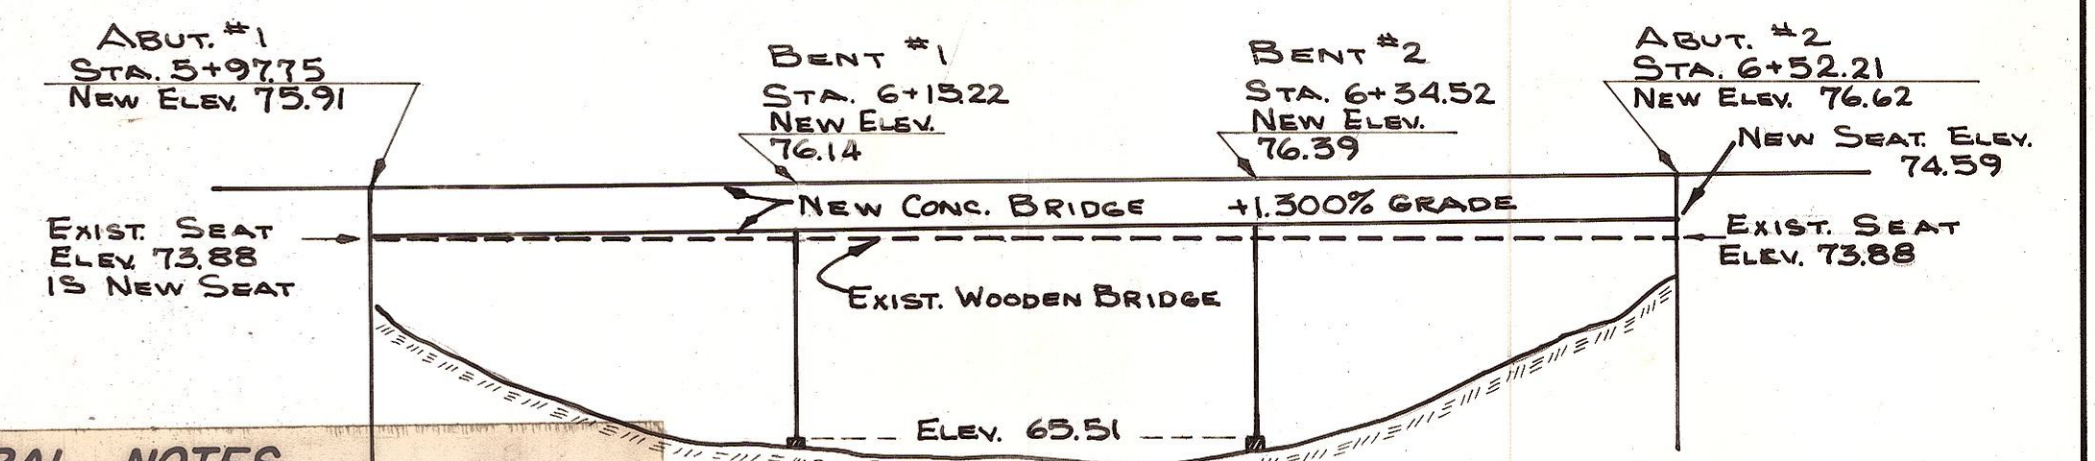 ABUT. #1
STA. 5+97.75
NEW ELEV. 75.91
BENT #1
STA. 6+15.22
NEW ELEV.
76.14
BENT #2
STA. 6+34.52
NEW ELEV.
76.39
ABUT. #2
STA. 6+52.21
NEW ELEV. 76.62
NEW SEAT. ELEV.
74.59
NEW CONC. BRIDGE +1.300% GRADE
EXIST. SEAT
ELEV. 73.88
IS NEW SEAT
EXIST. SEAT
ELEV. 73.88
EXIST. WOODEN BRIDGE
ELEV. 65.51
NOTES